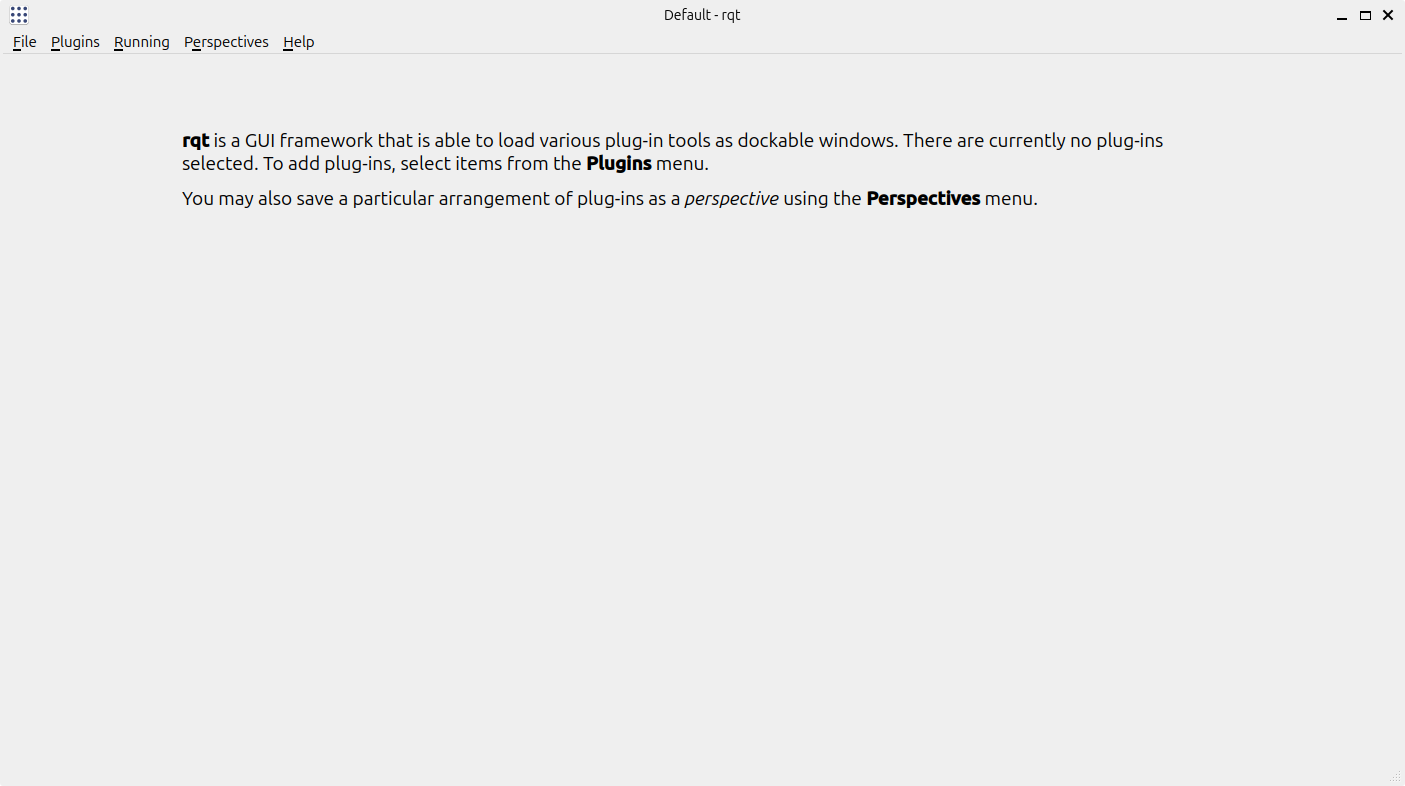 Default - rqt
File Plugins Running Perspectives Help
rqt is a GUI framework that is able to load various plug-in tools as dockable windows. There are currently no plug-ins
selected. To add plug-ins, select items from the Plugins menu.
You may also save a particular arrangement of plug-ins as a perspective using the Perspectives menu.